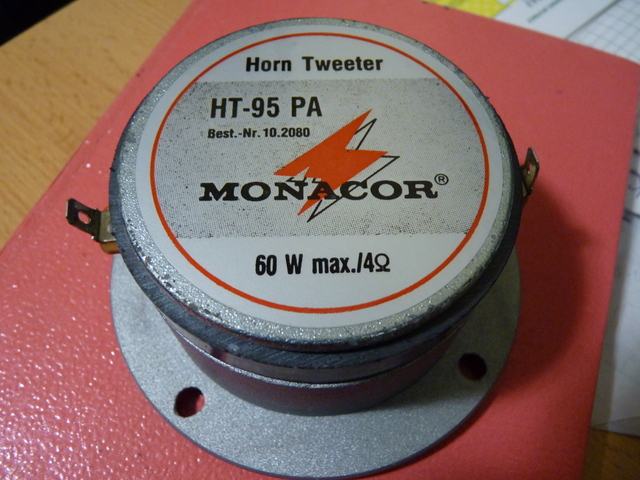 Horn Tweeter
HT-95 PA
Best.-Nr. 10.2080
MONACOR®
60 W max./4Ω